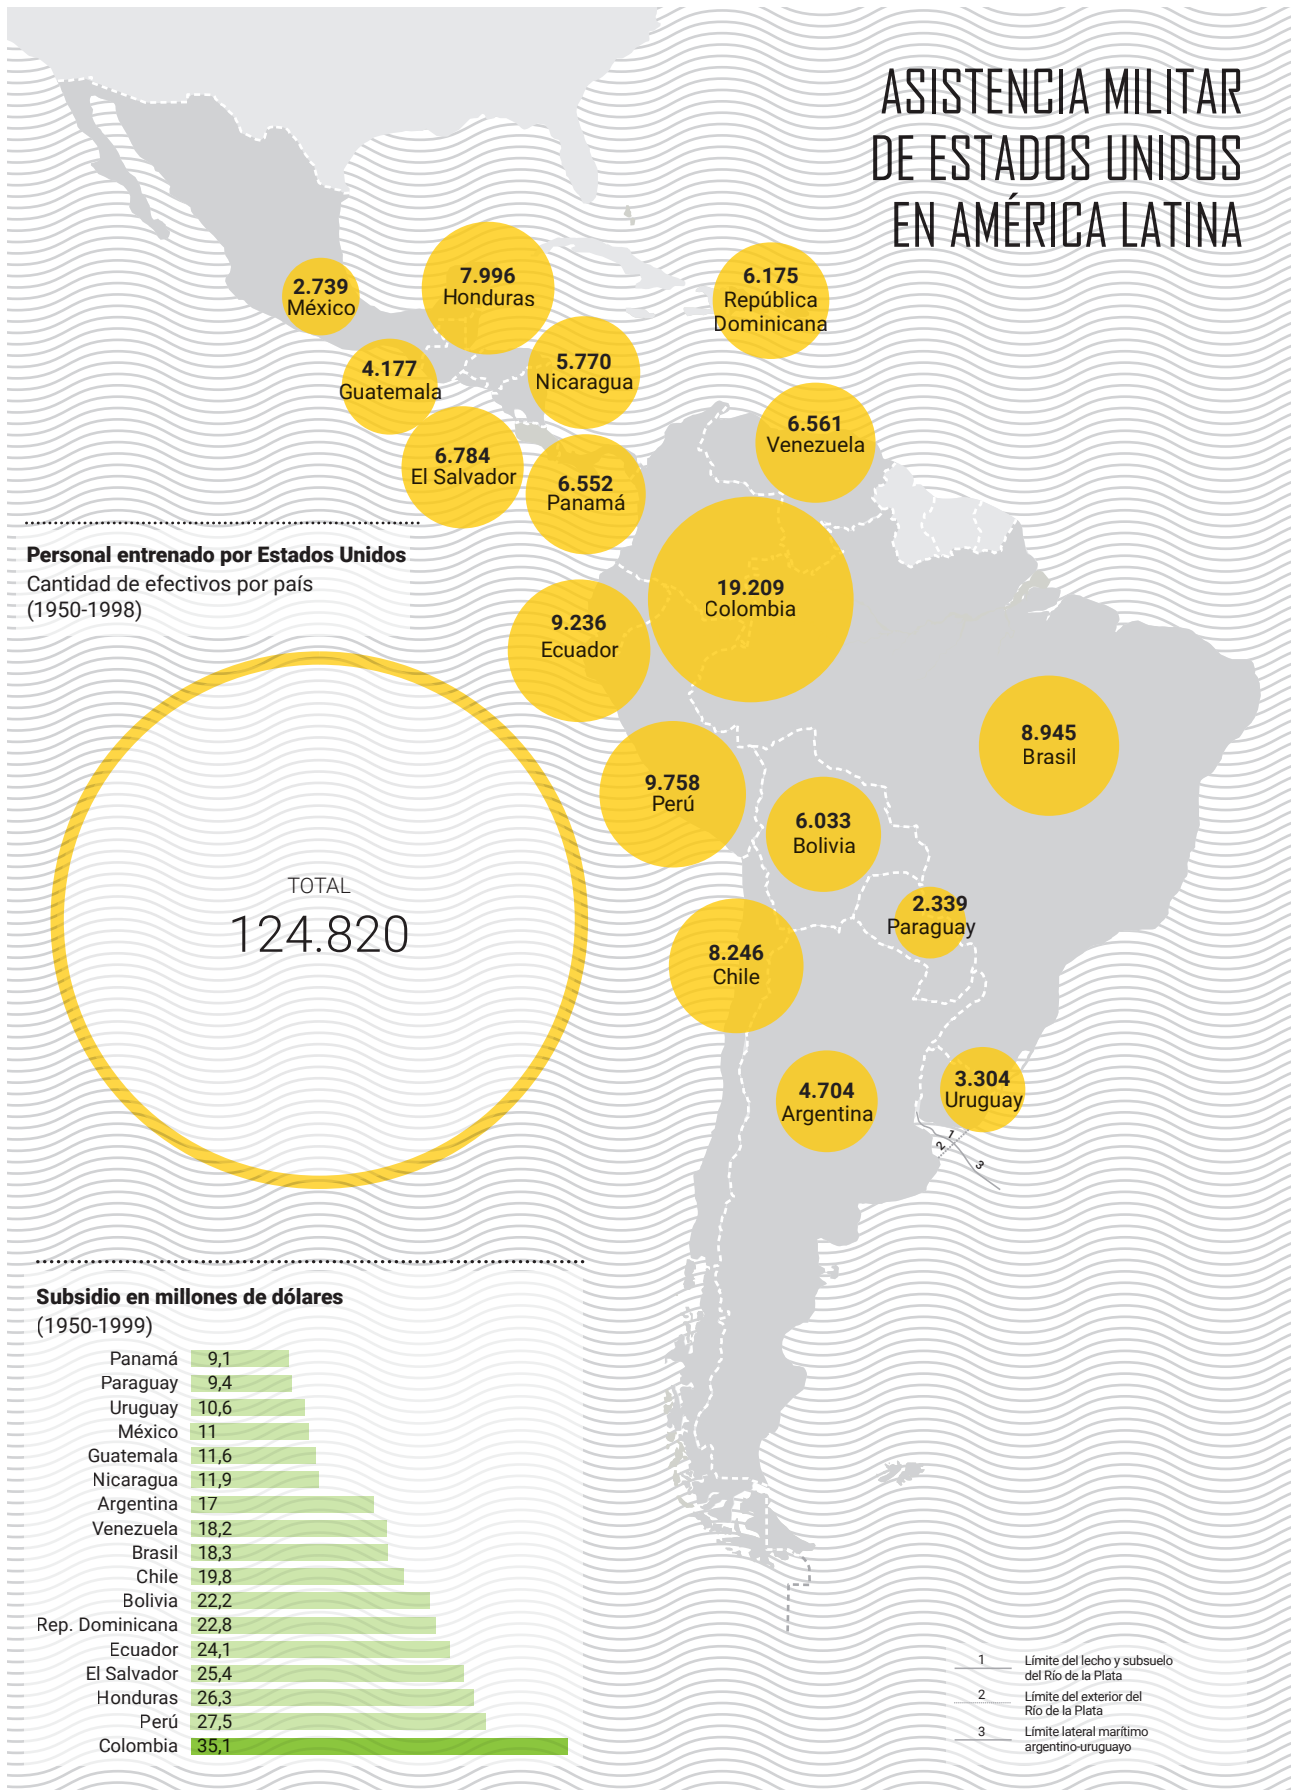 ASISTENCIA MILITAR
DE ESTADOS UNIDOS
EN AMÉRICA LATINA
2.739
México
7.996
Honduras
6.175
República
Dominicana
4.177
Guatemala
5.770
Nicaragua
6.784
El Salvador
6.552
Panamá
6.561
Venezuela
19.209
Colombia
9.236
Ecuador
8.945
Brasil
9.758
Perú
6.033
Bolivia
2.339
Paraguay
8.246
Chile
4.704
Argentina
3.304
Uruguay
1
2
3
Personal entrenado por Estados Unidos
Cantidad de efectivos por país
(1950-1998)
TOTAL
124.820
Subsidio en millones de dólares
(1950-1999)
Panamá 9,1
Paraguay 9,4
Uruguay 10,6
México 11
Guatemala 11,6
Nicaragua 11,9
Argentina 17
Venezuela 18,2
Brasil 18,3
Chile 19,8
Bolivia 22,2
Rep. Dominicana 22,8
Ecuador 24,1
El Salvador 25,4
Honduras 26,3
Perú 27,5
Colombia 35,1
1 Límite del lecho y subsuelo
del Río de la Plata
2 Límite del exterior del
Río de la Plata
3 Límite lateral marítimo
argentino-uruguayo